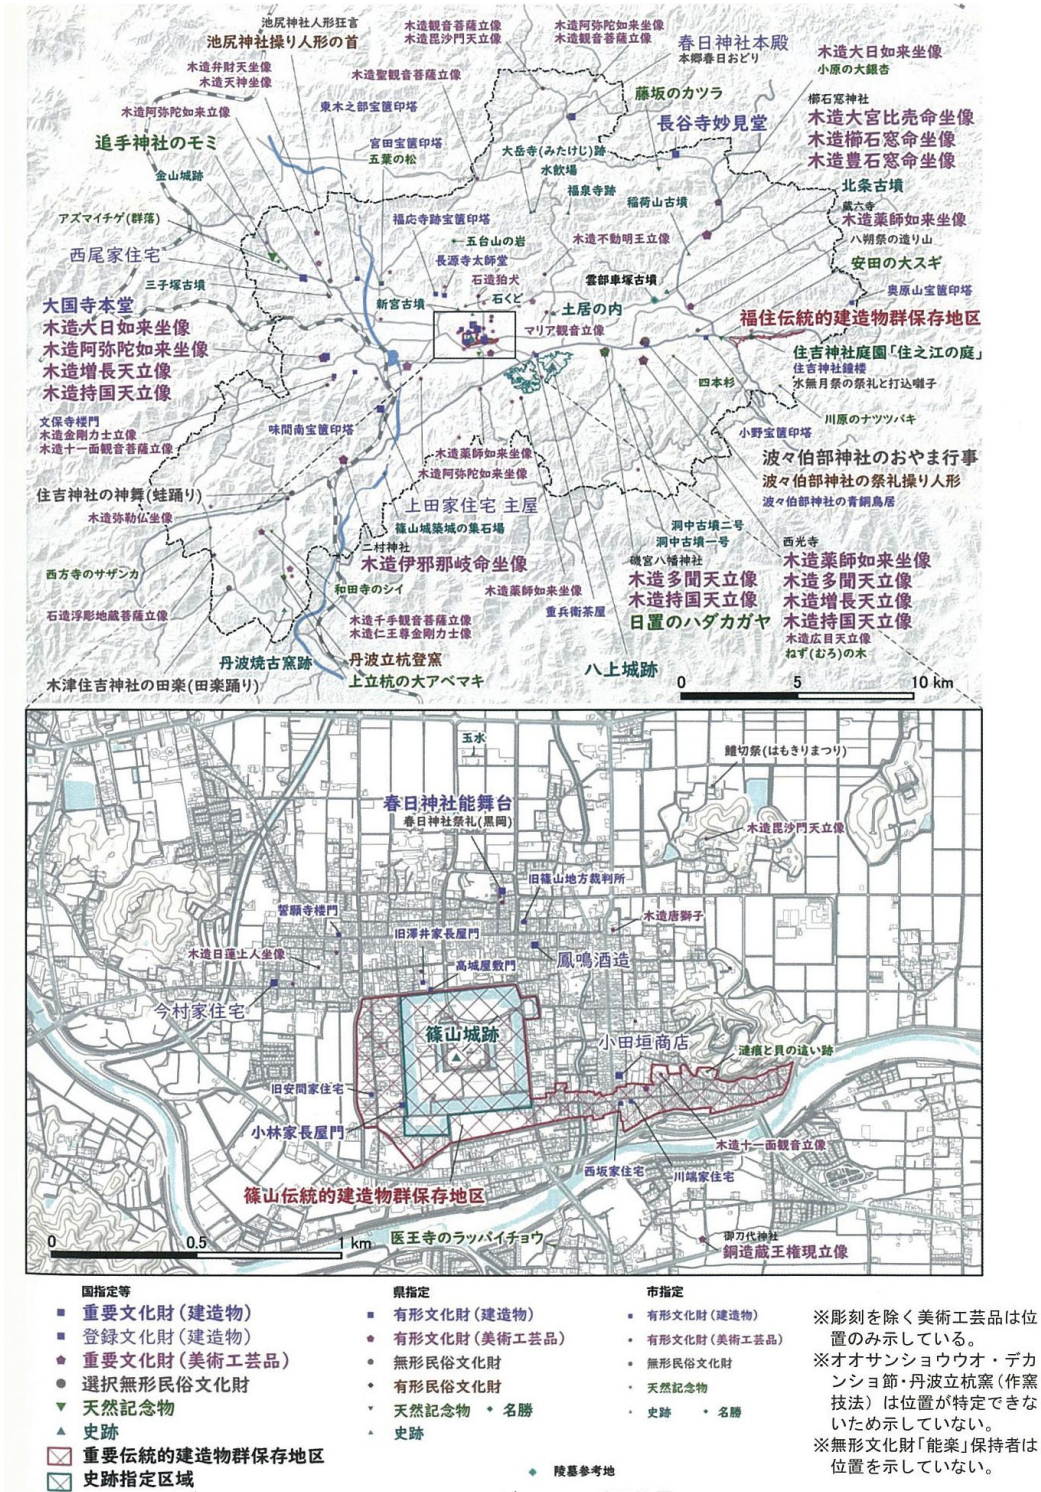 池尻神社人形狂言
池尻神社操り人形の首
木造観音菩薩立像
木造毘沙門天立像
木造阿弥陀如来立像
木造観音菩薩立像
春日神社本殿
本郷春日おどり
木造大日如来坐像
小原の大銀杏
木造弁財天坐像
木造天神坐像
木造聖観音菩薩立像
藤坂のカツラ
櫛石窓神社
木造大宮比売命坐像
木造櫛石窓命坐像
木造豊石窓命坐像
木造阿弥陀如来立像
東木之部宝篋印塔
長谷寺妙見堂
追手神社のモミ
宮田宝篋印塔
五葉の松
大岳寺(みたけじ)跡
水飲場
金山城跡
福泉寺跡
稲荷山古墳
北条古墳
蔵六寺
木造薬師如来坐像
アズマイチゲ(群落)
福応寺跡宝篋印塔
五台山の岩
木造不動明王立像
八朔祭の造り山
西尾家住宅
長源寺太師堂
安田の大スギ
三子塚古墳
石造狛犬
雲部車塚古墳
奥原山宝篋印塔
大国寺本堂
新宮古墳
石くど
土居の内
福住伝統的建造物群保存地区
木造大日如来坐像
木造阿弥陀如来坐像
木造増長天立像
木造持国天立像
マリア観音立像
住吉神社庭園「住之江の庭」
住吉神社鐘楼
水無月祭の祭礼と打込囃子
四本杉
文保寺楼門
木造金剛力士立像
木造十一面観音菩薩立像
味間南宝篋印塔
川原のナツツバキ
小野宝篋印塔
木造薬師如来坐像
木造阿弥陀如来坐像
波々伯部神社のおやま行事
波々伯部神社の祭礼操り人形
波々伯部神社の青銅鳥居
住吉神社の神舞(蛙踊り)
上田家住宅 主屋
木造弥勒仏坐像
篠山城築城の集石場
洞中古墳二号
洞中古墳一号
二村神社
木造伊邪那岐命坐像
磯宮八幡神社
木造多聞天立像
木造持国天立像
日置のハダカガヤ
西光寺
木造薬師如来坐像
木造多聞天立像
木造増長天立像
木造持国天立像
木造広目天立像
ねず(むろ)の木
西方寺のサザンカ
和田寺のシイ
木造薬師如来坐像
重兵衛茶屋
石造浮彫地蔵菩薩立像
木造千手観音菩薩立像
木造仁王尊金剛力士像
丹波焼古窯跡
丹波立杭登窯
八上城跡
木津住吉神社の田楽(田楽踊り)
上立杭の大アベマキ
0 5 10 km
玉水
鱧切祭(はもきりまつり)
春日神社能舞台
春日神社祭礼(黒岡)
木造毘沙門天立像
旧篠山地方裁判所
誓願寺楼門
木造唐獅子
旧澤井家長屋門
木造日蓮上人坐像
高城屋敷門
鳳鳴酒造
今村家住宅
篠山城跡
小田垣商店
漣痕と貝の這い跡
旧安間家住宅
小林家長屋門
木造十一面観音立像
西坂家住宅
川端家住宅
篠山伝統的建造物群保存地区
0 0.5 1 km
医王寺のラッパイチョウ
御刀代神社
銅造蔵王権現立像
国指定等
重要文化財(建造物)
登録文化財(建造物)
重要文化財(美術工芸品)
選択無形民俗文化財
天然記念物
史跡
重要伝統的建造物群保存地区
史跡指定区域
県指定
有形文化財(建造物)
有形文化財(美術工芸品)
無形民俗文化財
有形民俗文化財
天然記念物 名勝
史跡
市指定
有形文化財(建造物)
有形文化財(美術工芸品)
無形民俗文化財
天然記念物
史跡 名勝
陵墓参考地
※彫刻を除く美術工芸品は位
置のみ示している。
※オオサンショウウオ・デカ
ンショ節・丹波立杭窯(作窯
技法)は位置が特定できな
いため示していない。
※無形文化財「能楽」保持者は
位置を示していない。